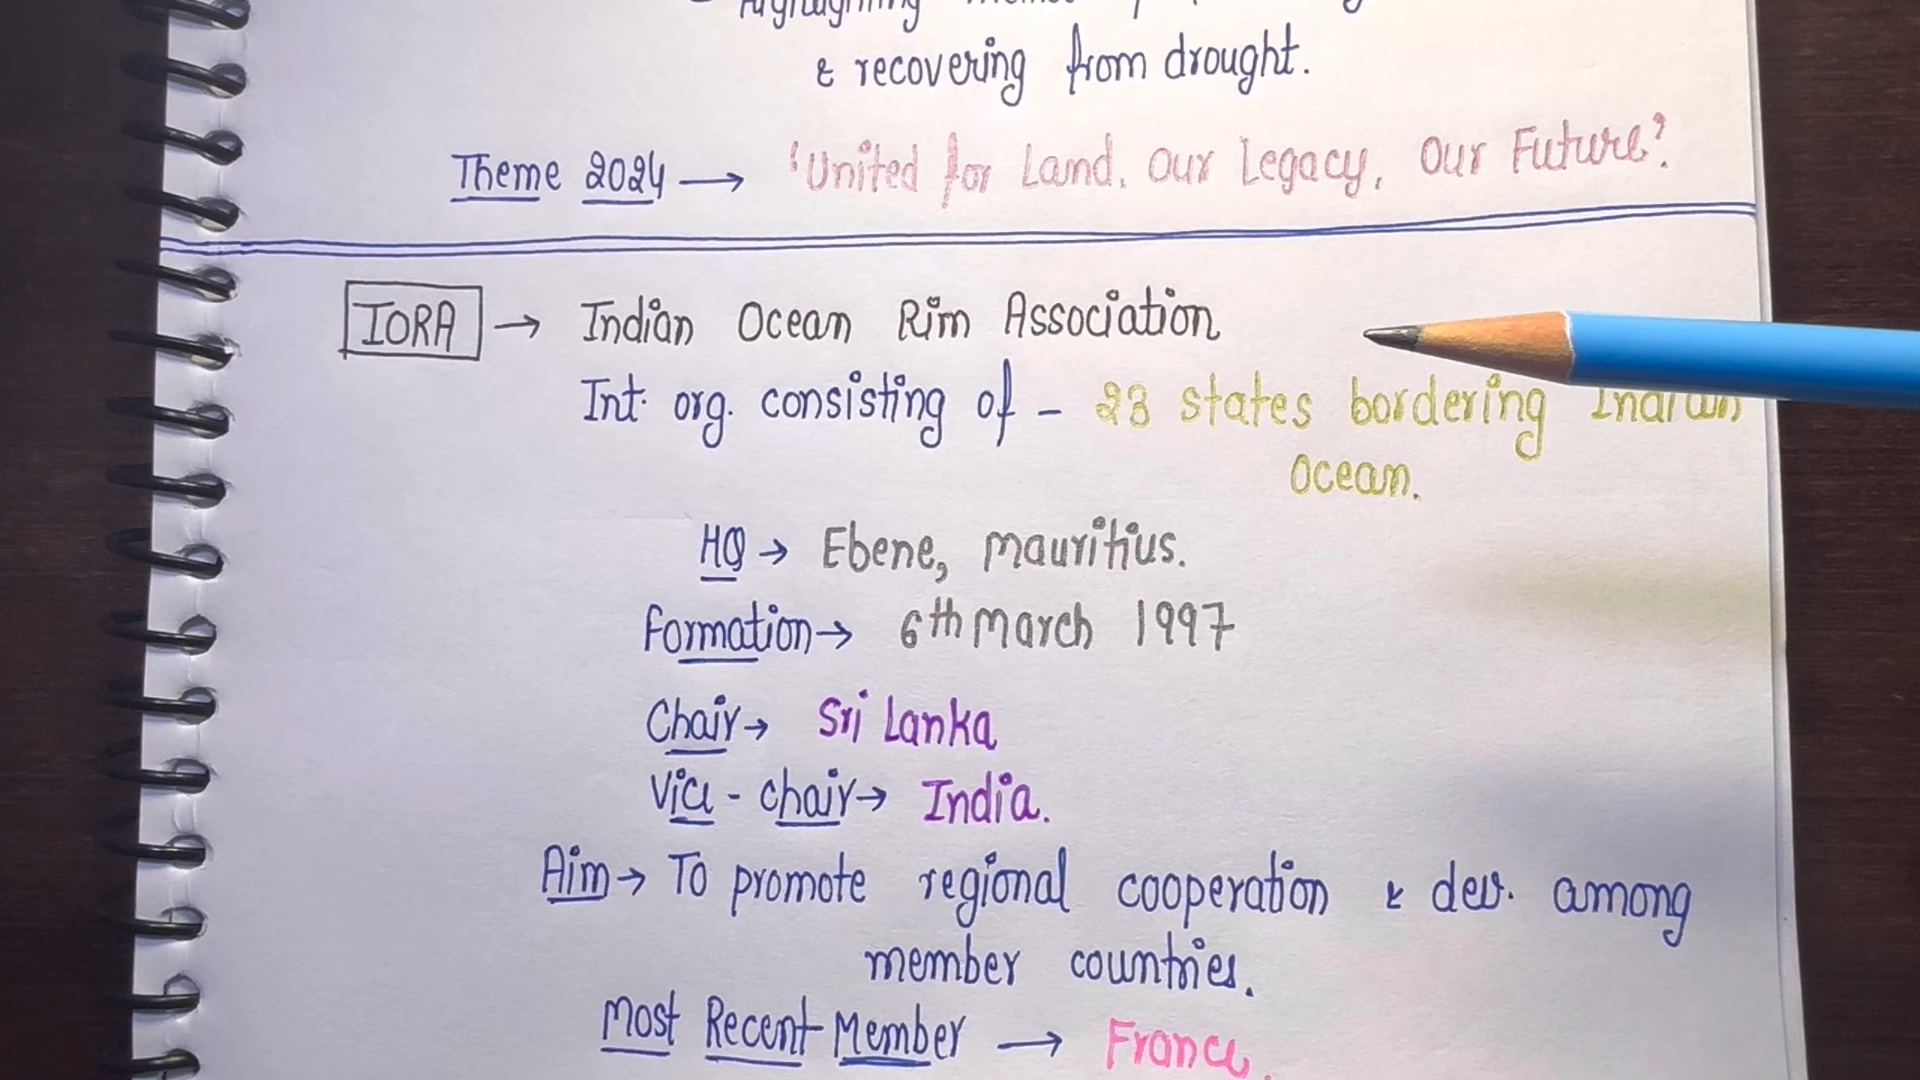 & recovering from drought.
Theme 2024 → 'United for Land. Our Legacy, Our Future'.
IORA → Indian Ocean Rim Association
Int. org. consisting of - 23 states bordering Indian
Ocean.
HQ → Ebene, Mauritius.
Formation → 6th March 1997
Chair → Sri Lanka
Vice - chair → India.
Aim → To promote regional cooperation & dev. among
member countries.
Most Recent Member → France.